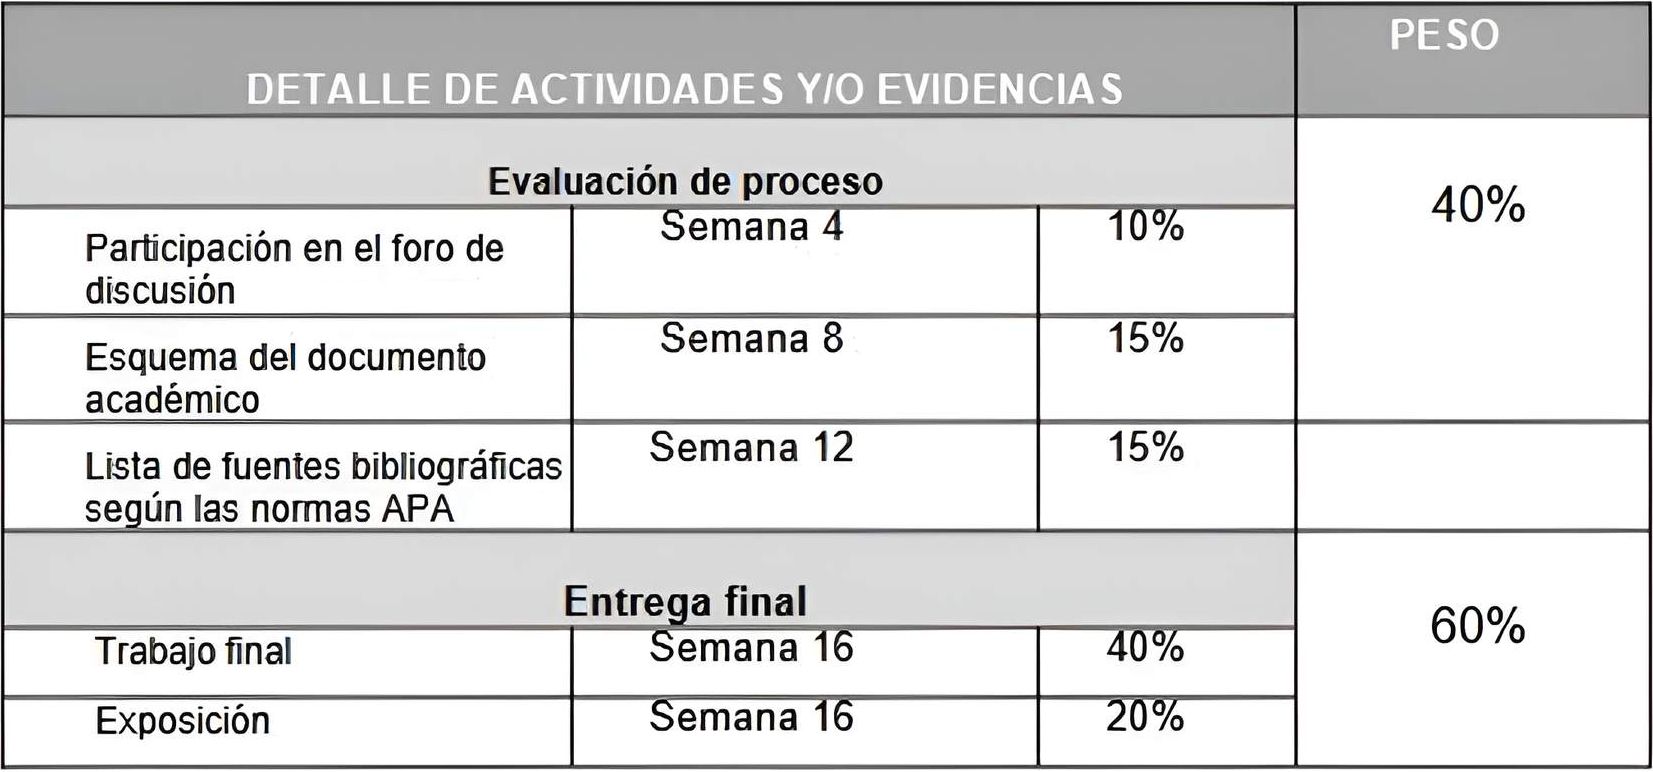 PESO
DETALLE DE ACTIVIDADES Y/O EVIDENCIAS
Evaluación de proceso
40%
Participación en el foro de
discusión
Semana 4
10%
Esquema del documento
académico
Semana 8
15%
Lista de fuentes bibliográficas
según las normas APA
Semana 12
15%
Entrega final
60%
Trabajo final
Semana 16
40%
Exposición
Semana 16
20%